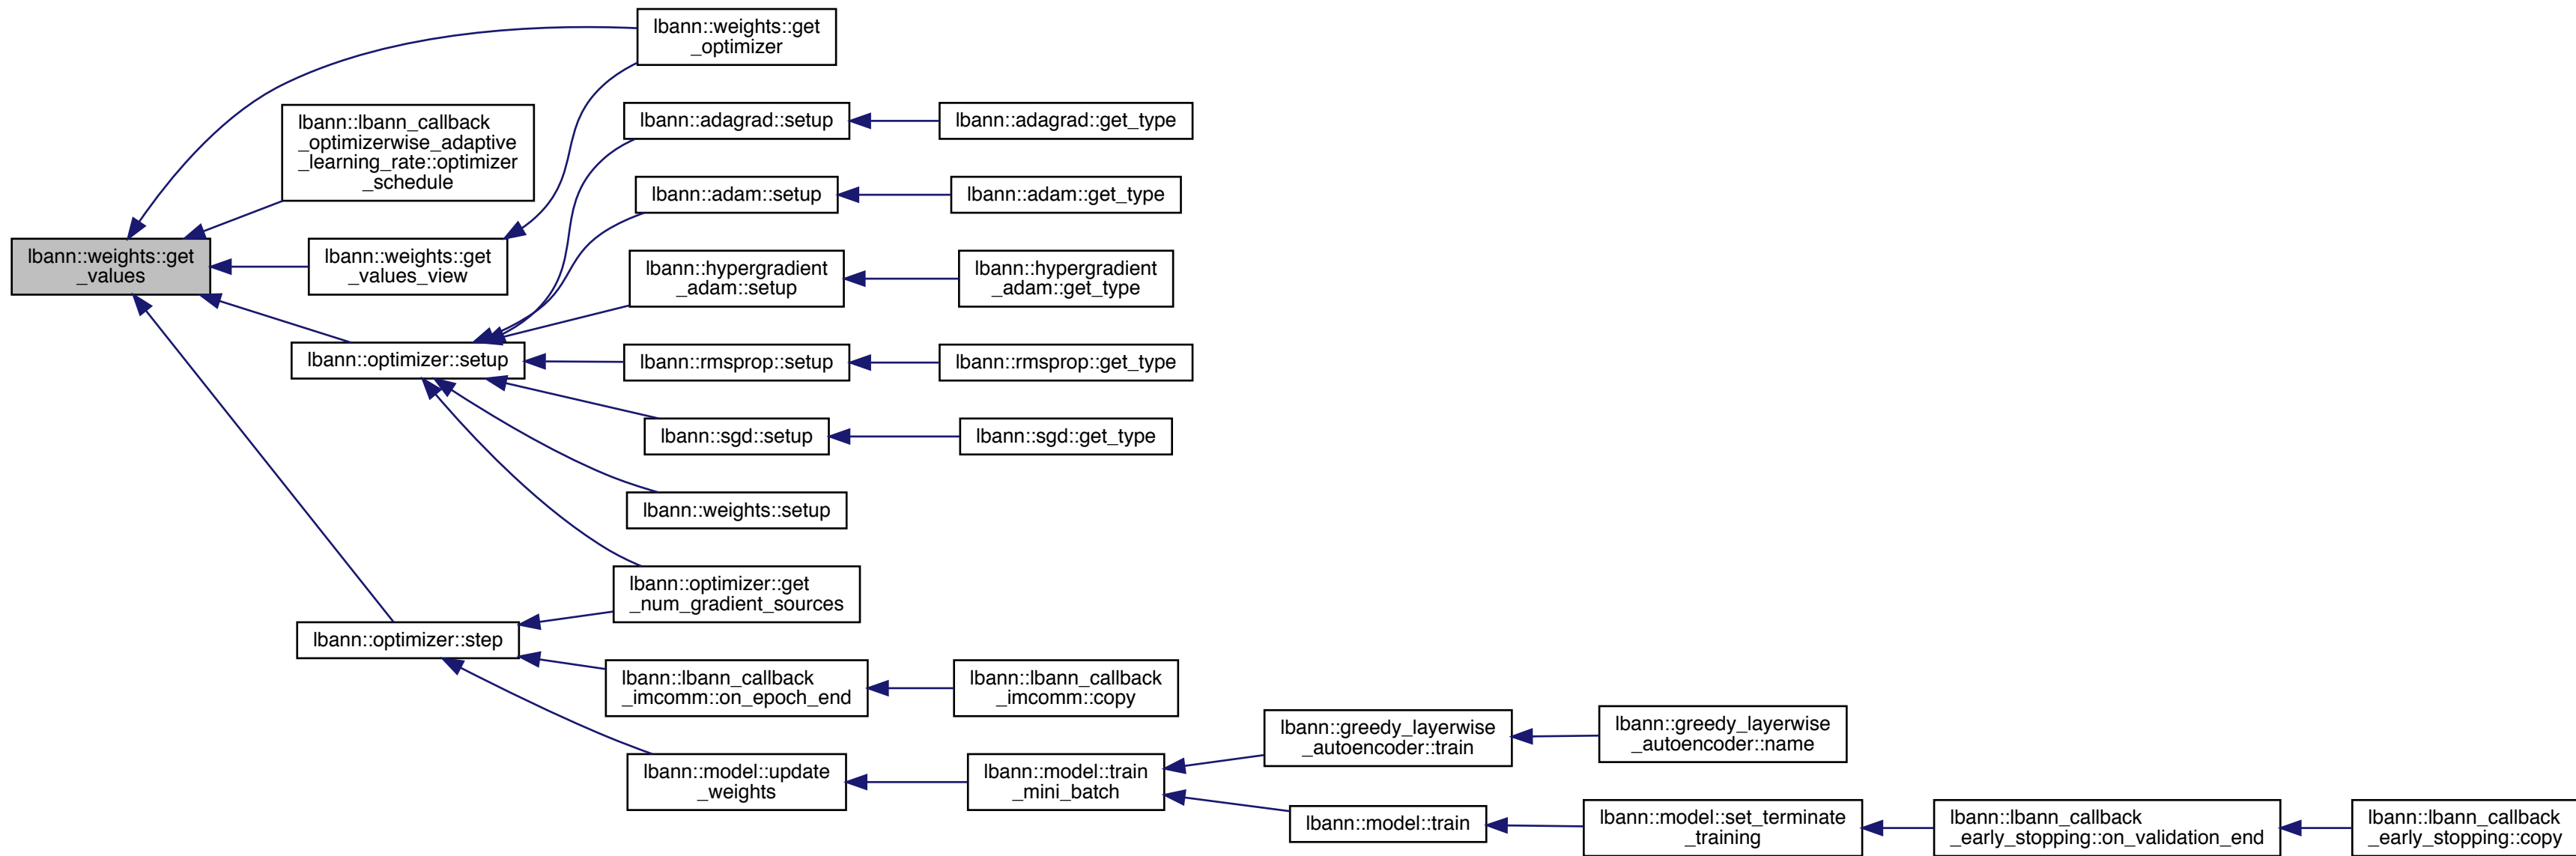 lbann::weights::get
_optimizer
lbann::lbann_callback
_optimizerwise_adaptive
_learning_rate::optimizer
_schedule
lbann::adagrad::setup
lbann::adagrad::get_type
lbann::adam::setup
lbann::adam::get_type
lbann::weights::get
_values
lbann::weights::get
_values_view
lbann::hypergradient
_adam::setup
lbann::hypergradient
_adam::get_type
lbann::optimizer::setup
lbann::rmsprop::setup
lbann::rmsprop::get_type
lbann::sgd::setup
lbann::sgd::get_type
lbann::weights::setup
lbann::optimizer::get
_num_gradient_sources
lbann::optimizer::step
lbann::lbann_callback
_imcomm::on_epoch_end
lbann::lbann_callback
_imcomm::copy
lbann::model::update
_weights
lbann::model::train
_mini_batch
lbann::greedy_layerwise
_autoencoder::train
lbann::greedy_layerwise
_autoencoder::name
lbann::model::train
lbann::model::set_terminate
_training
lbann::lbann_callback
_early_stopping::on_validation_end
lbann::lbann_callback
_early_stopping::copy